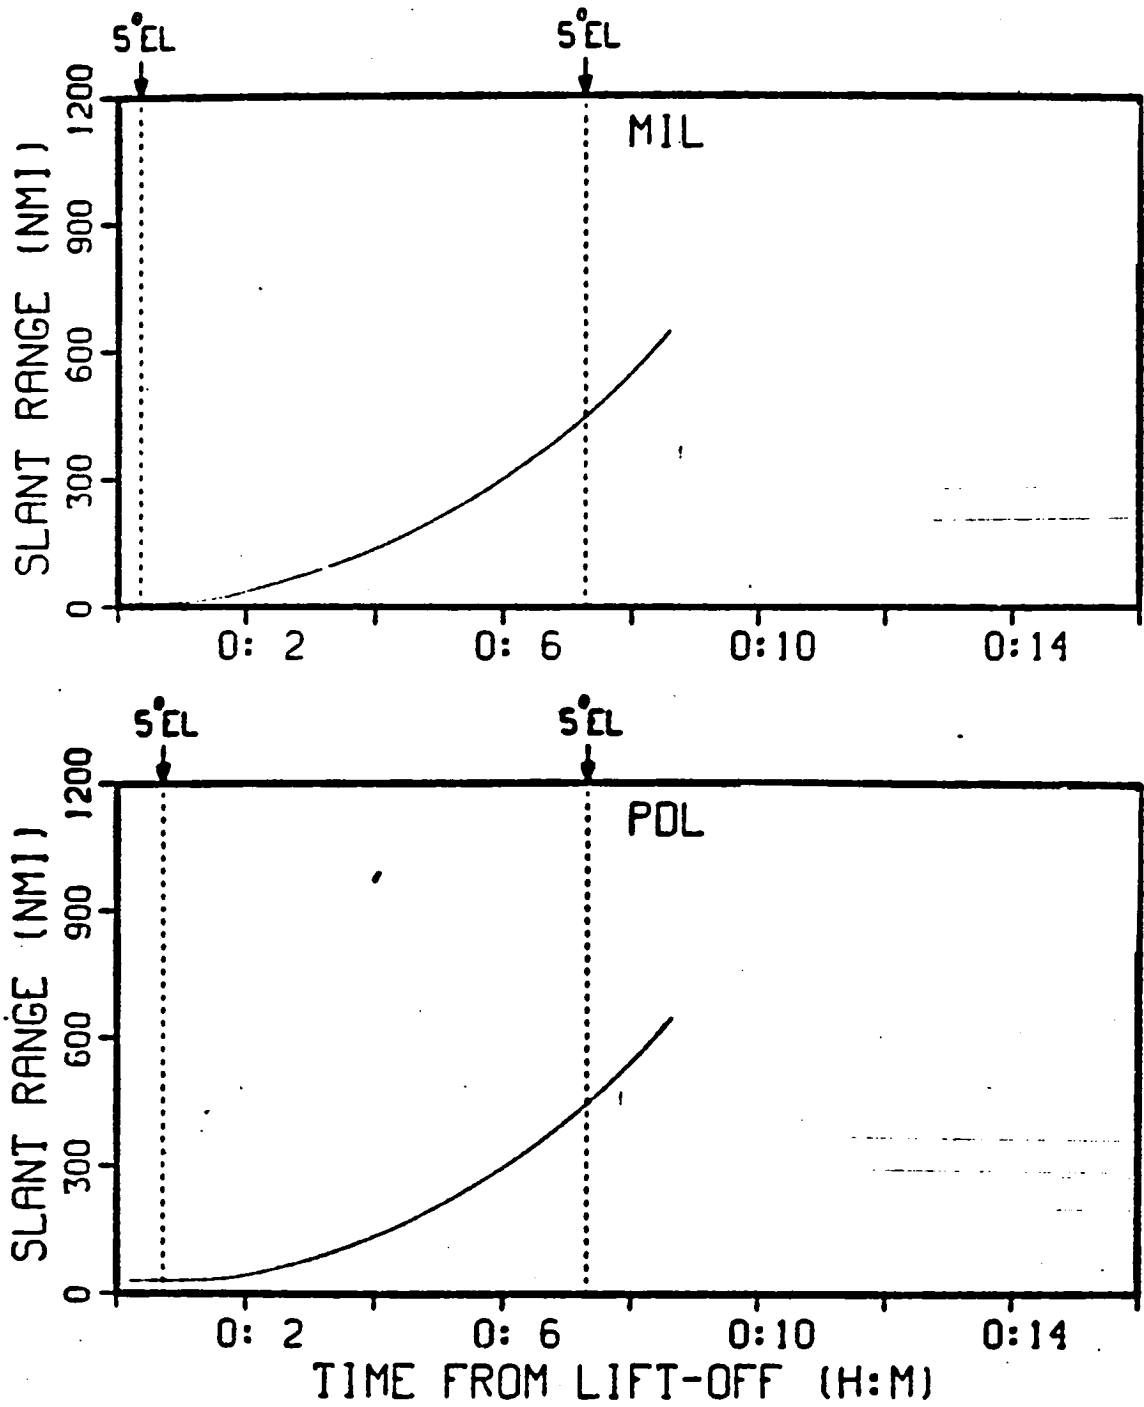 5°EL 5°EL
MIL
SLANT RANGE (NMI)
1200
900
600
300
0
0: 2 0: 6 0:10 0:14
5°EL 5°EL
PDL
SLANT RANGE (NMI)
1200
900
600
300
0
0: 2 0: 6 0:10 0:14
TIME FROM LIFT-OFF (H:M)